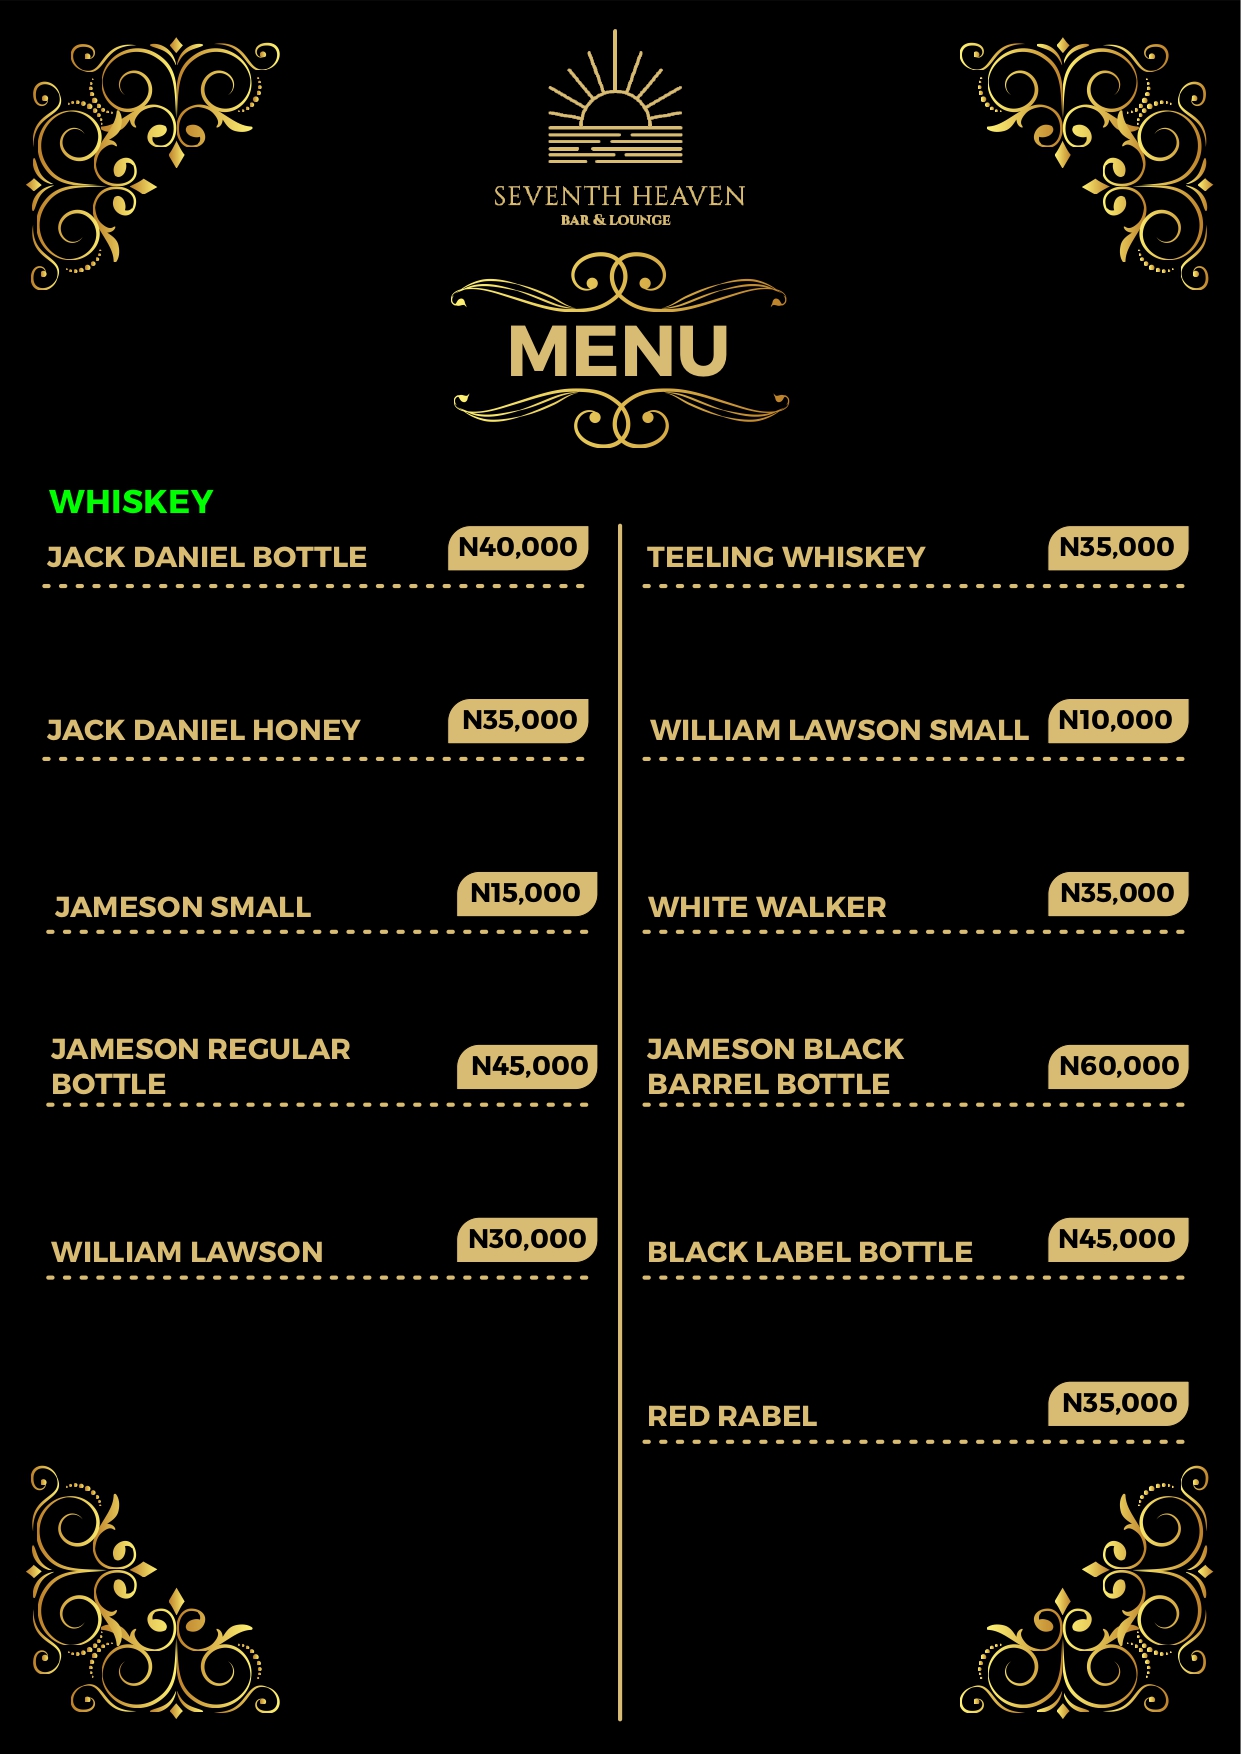 SEVENTH HEAVEN
BAR & LOUNGE
MENU
WHISKEY
JACK DANIEL BOTTLE N40,000
JACK DANIEL HONEY N35,000
JAMESON SMALL N15,000
JAMESON REGULAR
BOTTLE N45,000
WILLIAM LAWSON N30,000
TEELING WHISKEY N35,000
WILLIAM LAWSON SMALL N10,000
WHITE WALKER N35,000
JAMESON BLACK
BARREL BOTTLE N60,000
BLACK LABEL BOTTLE N45,000
RED RABEL N35,000